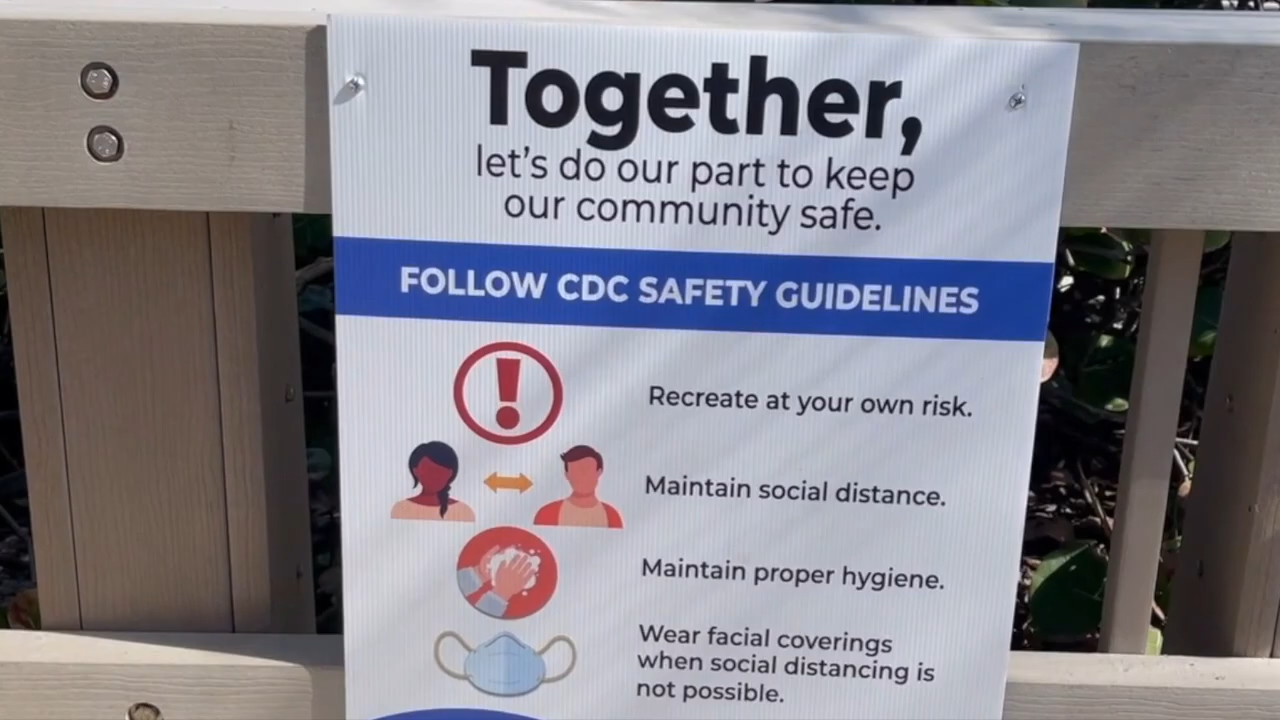 Together,
let's do our part to keep
our community safe.
FOLLOW CDC SAFETY GUIDELINES
Recreate at your own risk.
Maintain social distance.
Maintain proper hygiene.
Wear facial coverings
when social distancing is
not possible.